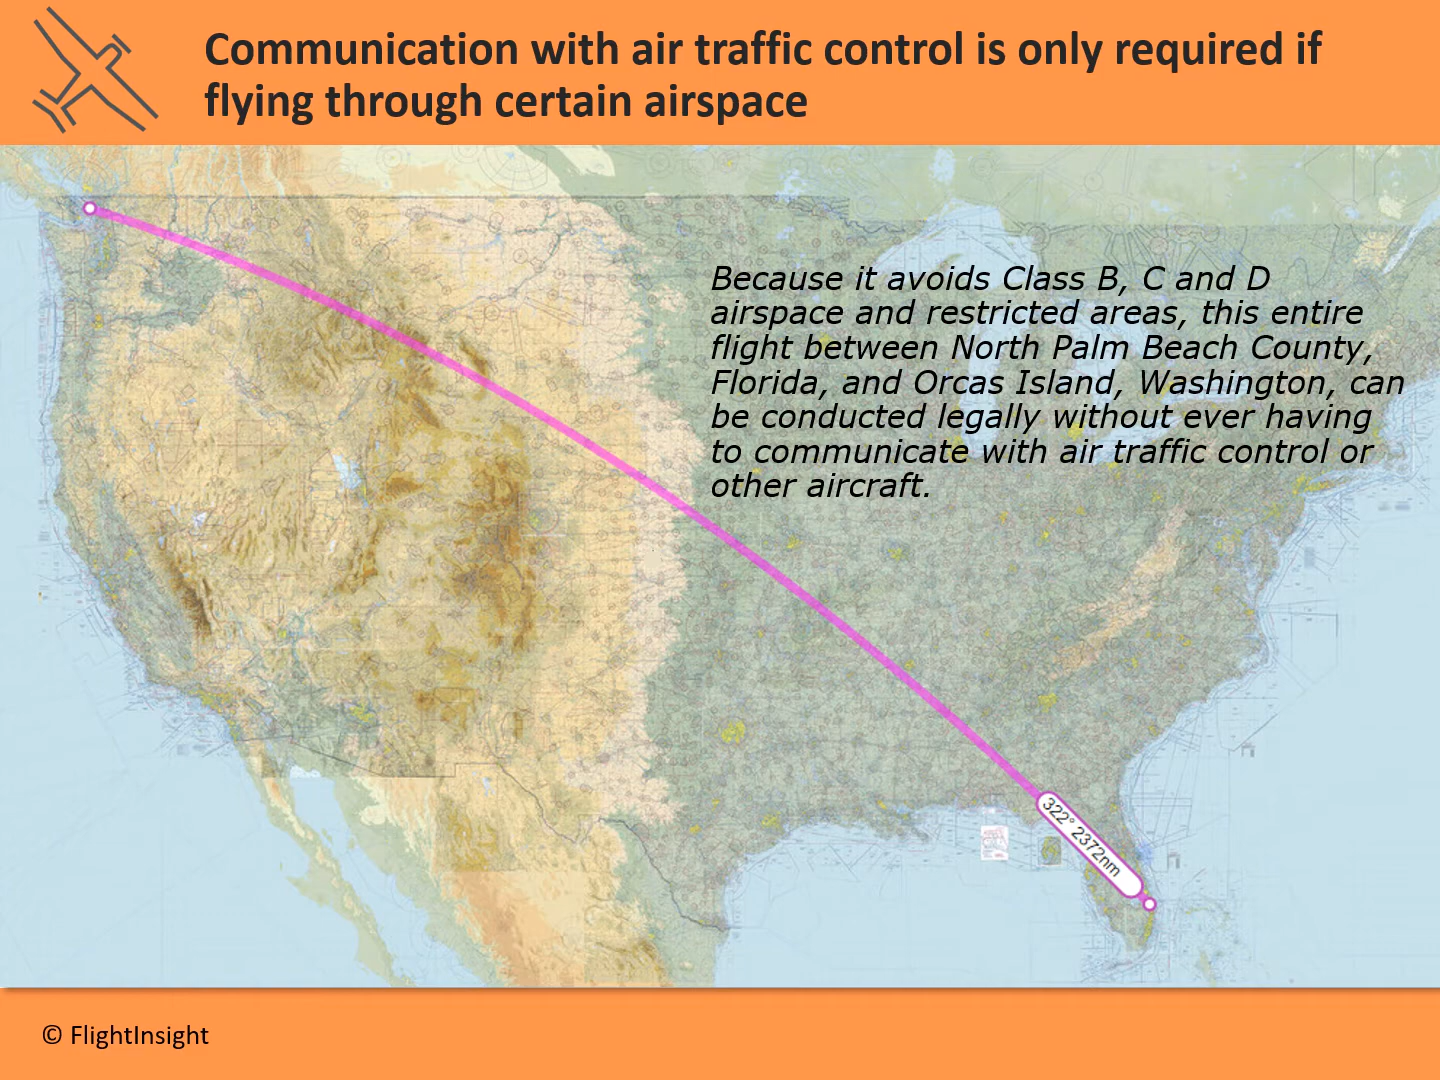 Communication with air traffic control is only required if
flying through certain airspace
Because it avoids Class B, C and D
airspace and restricted areas, this entire
flight between North Palm Beach County,
Florida, and Orcas Island, Washington, can
be conducted legally without ever having
to communicate with air traffic control or
other aircraft.
322° 2372nm
© FlightInsight